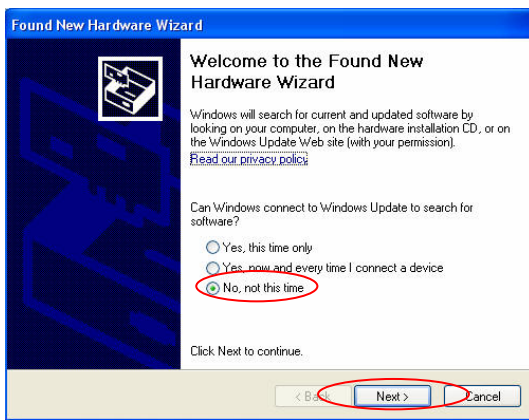 Found New Hardware Wizard
Welcome to the Found New
Hardware Wizard
Windows will search for current and updated software by
looking on your computer, on the hardware installation CD, or on
the Windows Update Web site (with your permission).
Read our privacy policy
Can Windows connect to Windows Update to search for
software?
Yes, this time only
Yes, now and every time I connect a device
No, not this time
Click Next to continue.
< Back
Next >
Cancel